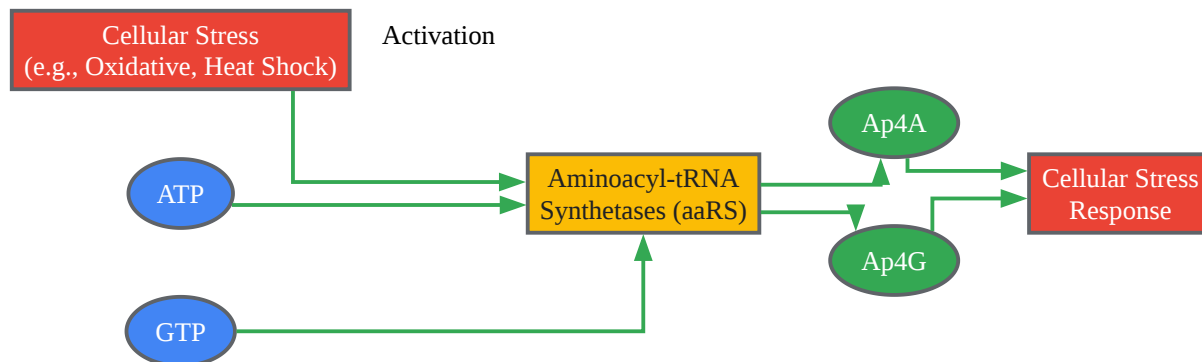 Cellular Stress
(e.g., Oxidative, Heat Shock)
Activation
ATP
GTP
Aminoacyl-tRNA
Synthetases (aaRS)
Ap4A
Ap4G
Cellular Stress
Response